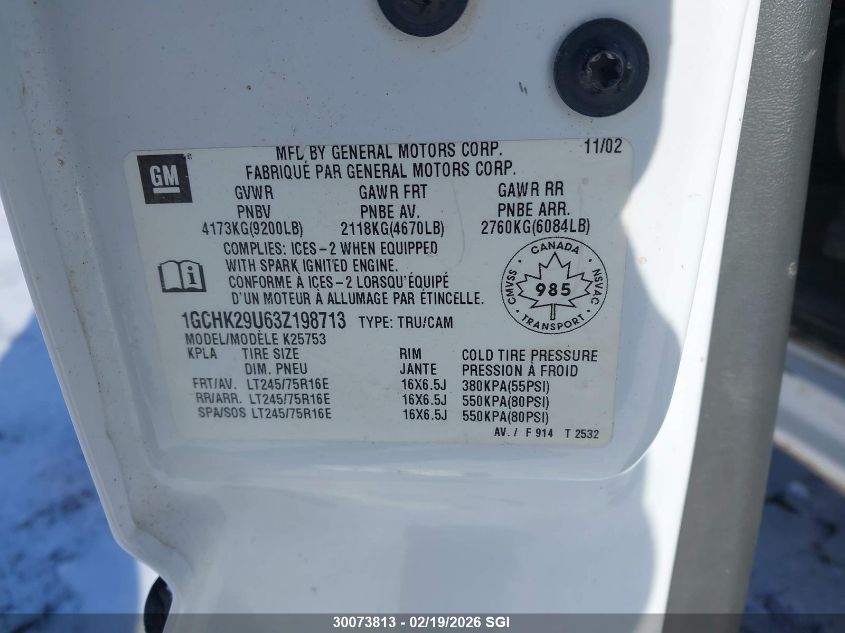 MFD BY GENERAL MOTORS CORP. 11/02
FABRIQUÉ PAR GENERAL MOTORS CORP.
GM
GVWR GAWR FRT GAWR RR
PNBV PNBE AV. PNBE ARR.
4173KG(9200LB) 2118KG(4670LB) 2760KG(6084LB)
COMPLIES: ICES-2 WHEN EQUIPPED
WITH SPARK IGNITED ENGINE.
CONFORME À ICES-2 LORSQU'ÉQUIPÉ
D'UN MOTEUR À ALLUMAGE PAR ÉTINCELLE.
CANADA
CMVSS 985 NSVAC
TRANSPORT
1GCHK29U63Z198713 TYPE: TRU/CAM
MODEL/MODÈLE K25753
KPLA TIRE SIZE RIM COLD TIRE PRESSURE
DIM. PNEU JANTE PRESSION À FROID
FRT/AV. LT245/75R16E 16X6.5J 380KPA(55PSI)
RR/ARR. LT245/75R16E 16X6.5J 550KPA(80PSI)
SPA/SOS LT245/75R16E 16X6.5J 550KPA(80PSI)
AV./ F 914 T 2532
30073813 - 02/19/2026 SGI